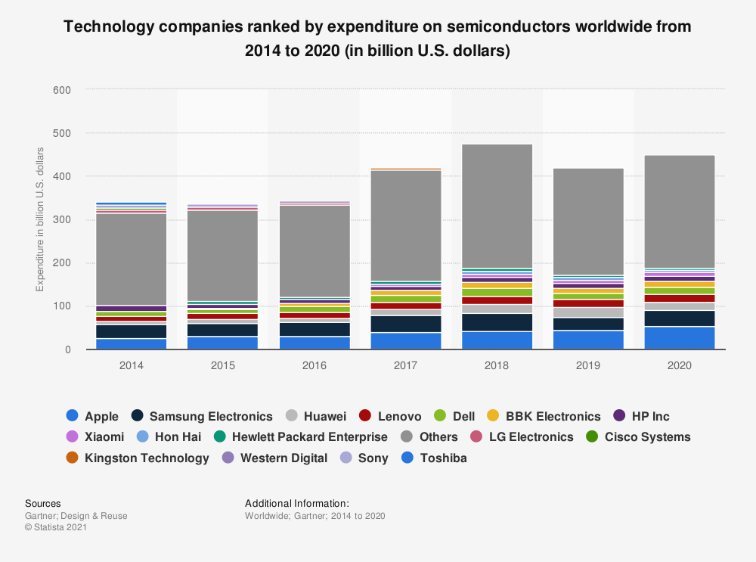 Technology companies ranked by expenditure on semiconductors worldwide from
2014 to 2020 (in billion U.S. dollars)
Expenditure in billion U.S. dollars
600
500
400
300
200
100
0
2014 2015 2016 2017 2018 2019 2020
Apple Samsung Electronics Huawei Lenovo Dell BBK Electronics HP Inc
Xiaomi Hon Hai Hewlett Packard Enterprise Others LG Electronics Cisco Systems
Kingston Technology Western Digital Sony Toshiba
Sources Additional Information:
Gartner; Design & Reuse Worldwide; Gartner; 2014 to 2020
© Statista 2021